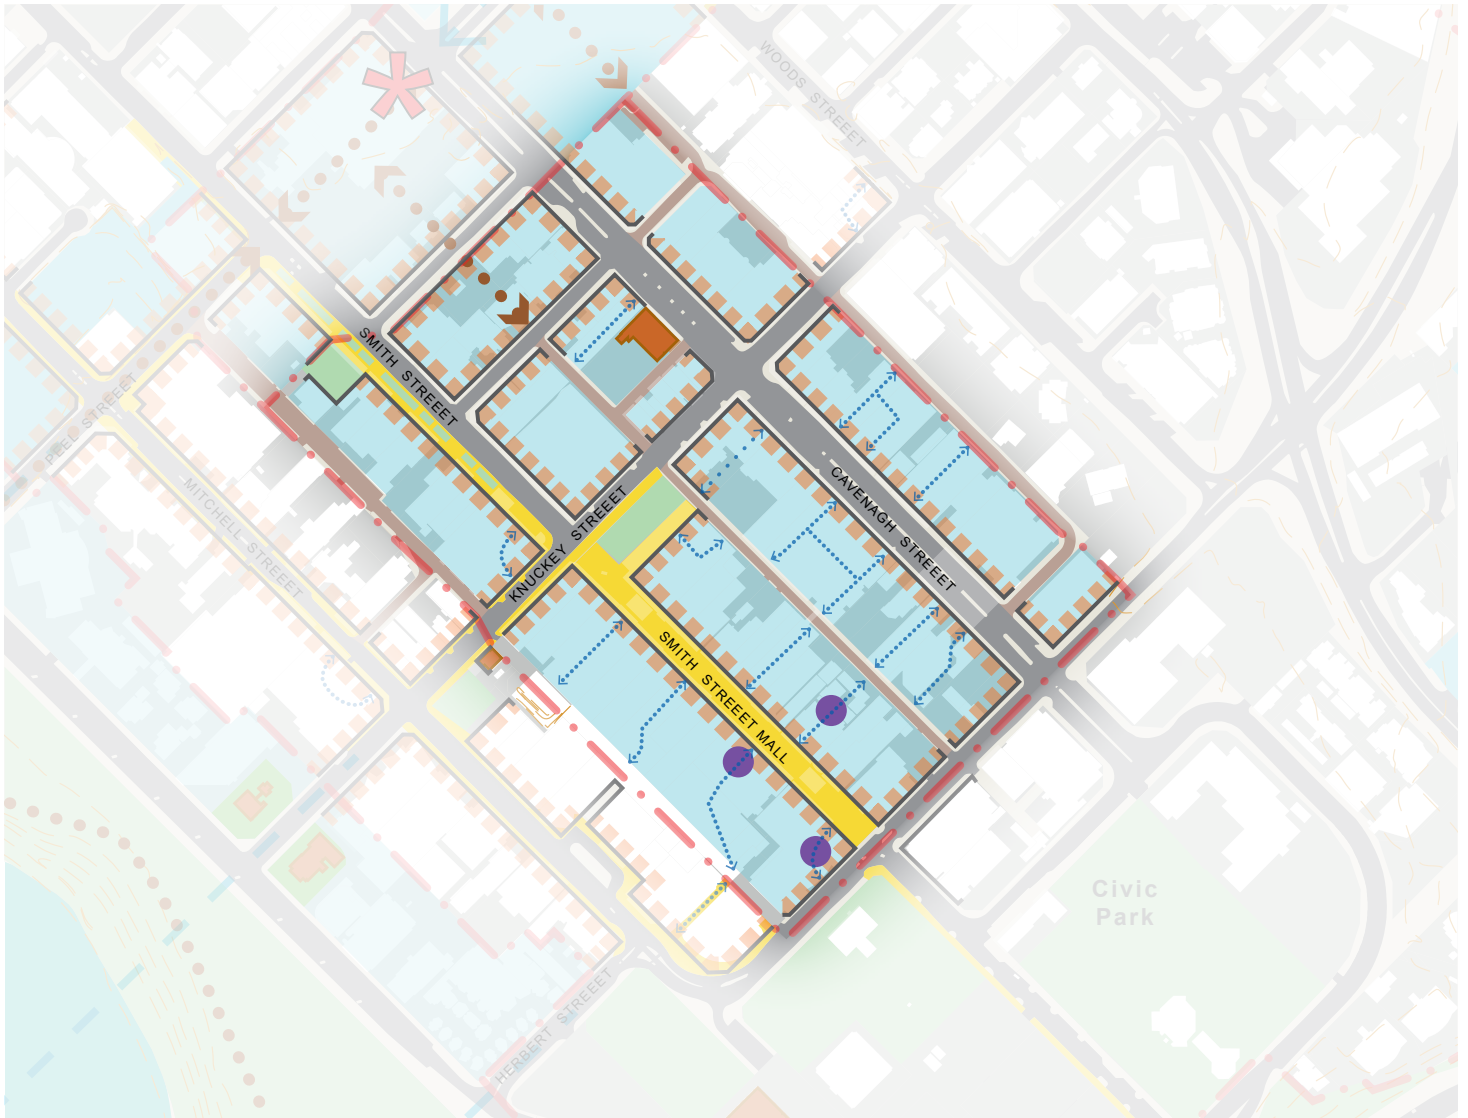 WOODS STREEET
SMITH STREEET
PEEL STREEET
MITCHELL STREEET
KNUCKEY STREEET
CAVENAGH STREEET
SMITH STREEET MALL
Civic
Park
HERBERT STREEET